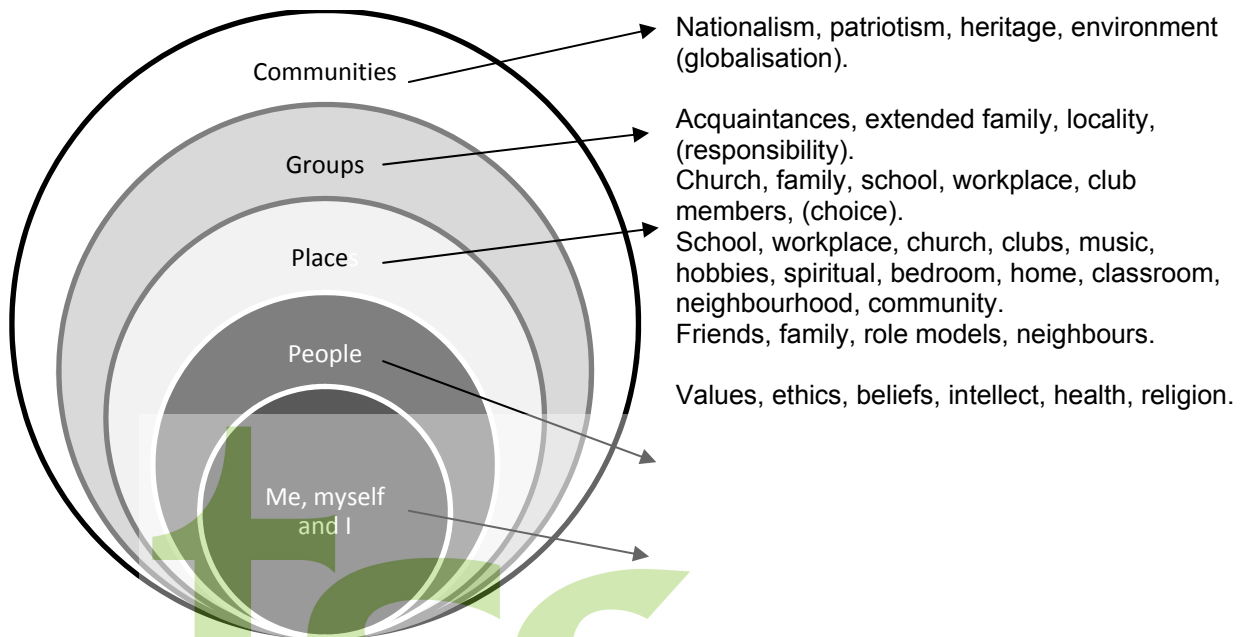 Communities
Groups
Places
People
Me, myself
and I
Nationalism, patriotism, heritage, environment
(globalisation).
Acquaintances, extended family, locality,
(responsibility).
Church, family, school, workplace, club
members, (choice).
School, workplace, church, clubs, music,
hobbies, spiritual, bedroom, home, classroom,
neighbourhood, community.
Friends, family, role models, neighbours.
Values, ethics, beliefs, intellect, health, religion.